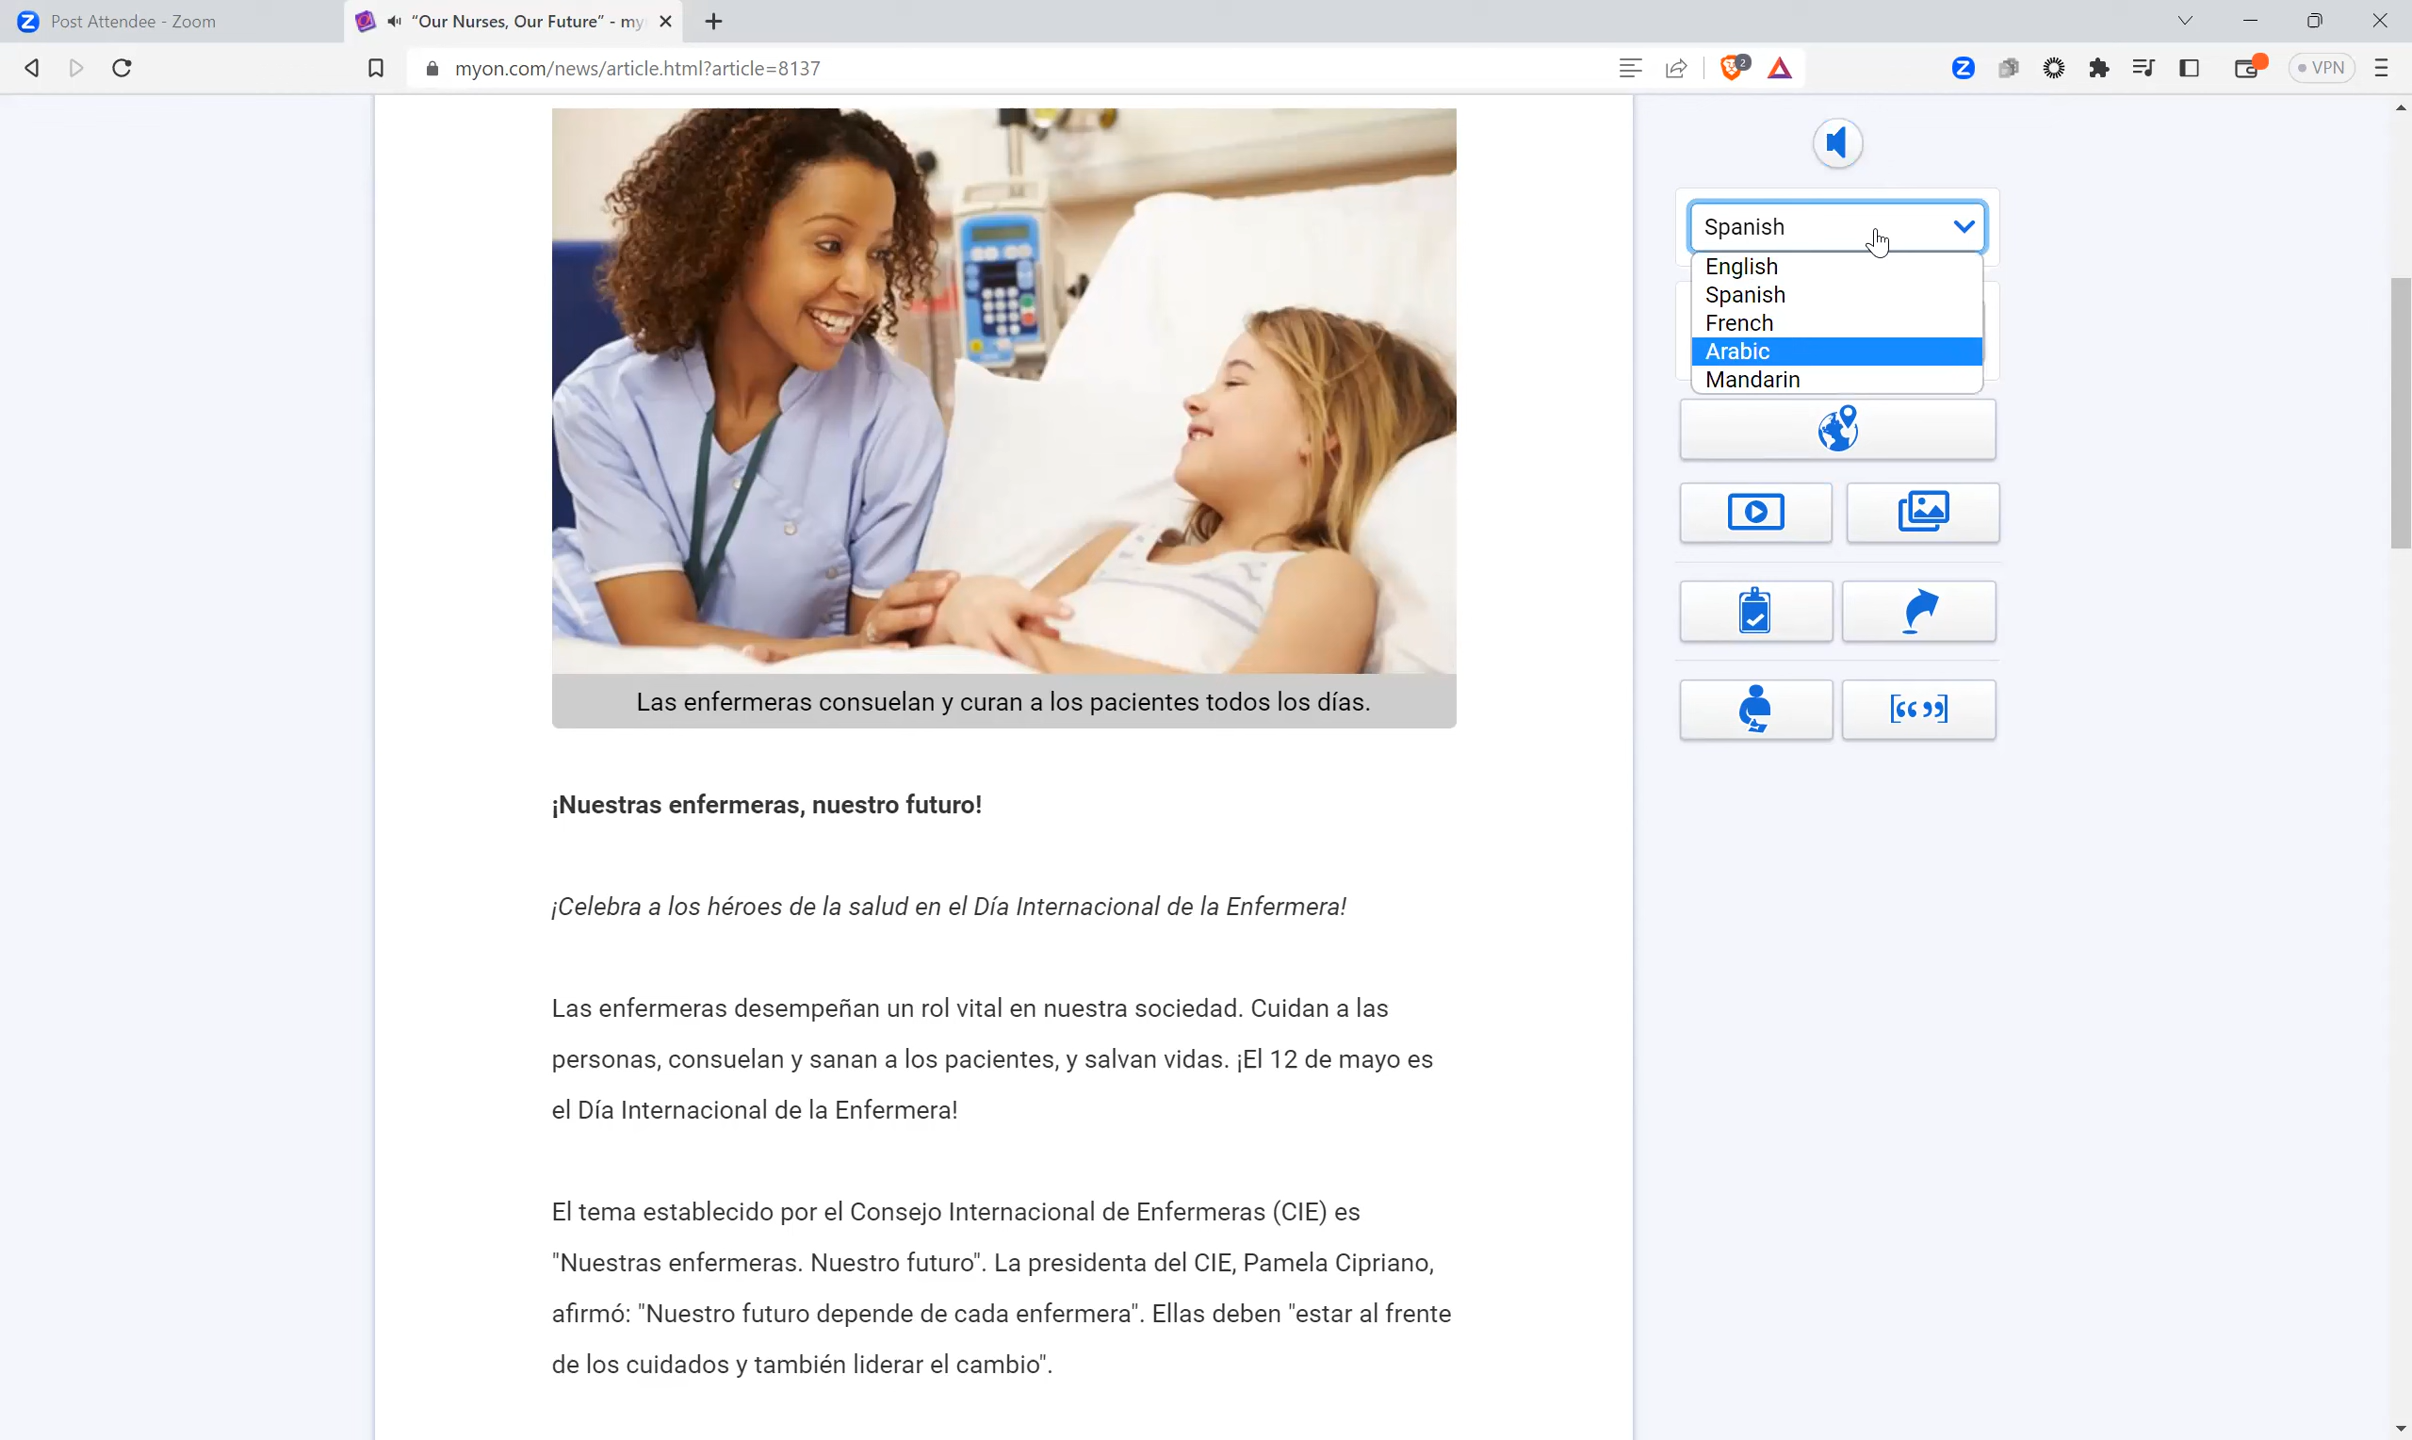 Post Attendee - Zoom
“Our Nurses, Our Future” - my
myon.com/news/article.html?article=8137
2
VPN
Spanish
English
Spanish
French
Arabic
Mandarin
Las enfermeras consuelan y curan a los pacientes todos los días.
¡Nuestras enfermeras, nuestro futuro!
¡Celebra a los héroes de la salud en el Día Internacional de la Enfermera!
Las enfermeras desempeñan un rol vital en nuestra sociedad. Cuidan a las
personas, consuelan y sanan a los pacientes, y salvan vidas. ¡El 12 de mayo es
el Día Internacional de la Enfermera!
El tema establecido por el Consejo Internacional de Enfermeras (CIE) es
"Nuestras enfermeras. Nuestro futuro". La presidenta del CIE, Pamela Cipriano,
afirmó: "Nuestro futuro depende de cada enfermera". Ellas deben "estar al frente
de los cuidados y también liderar el cambio".